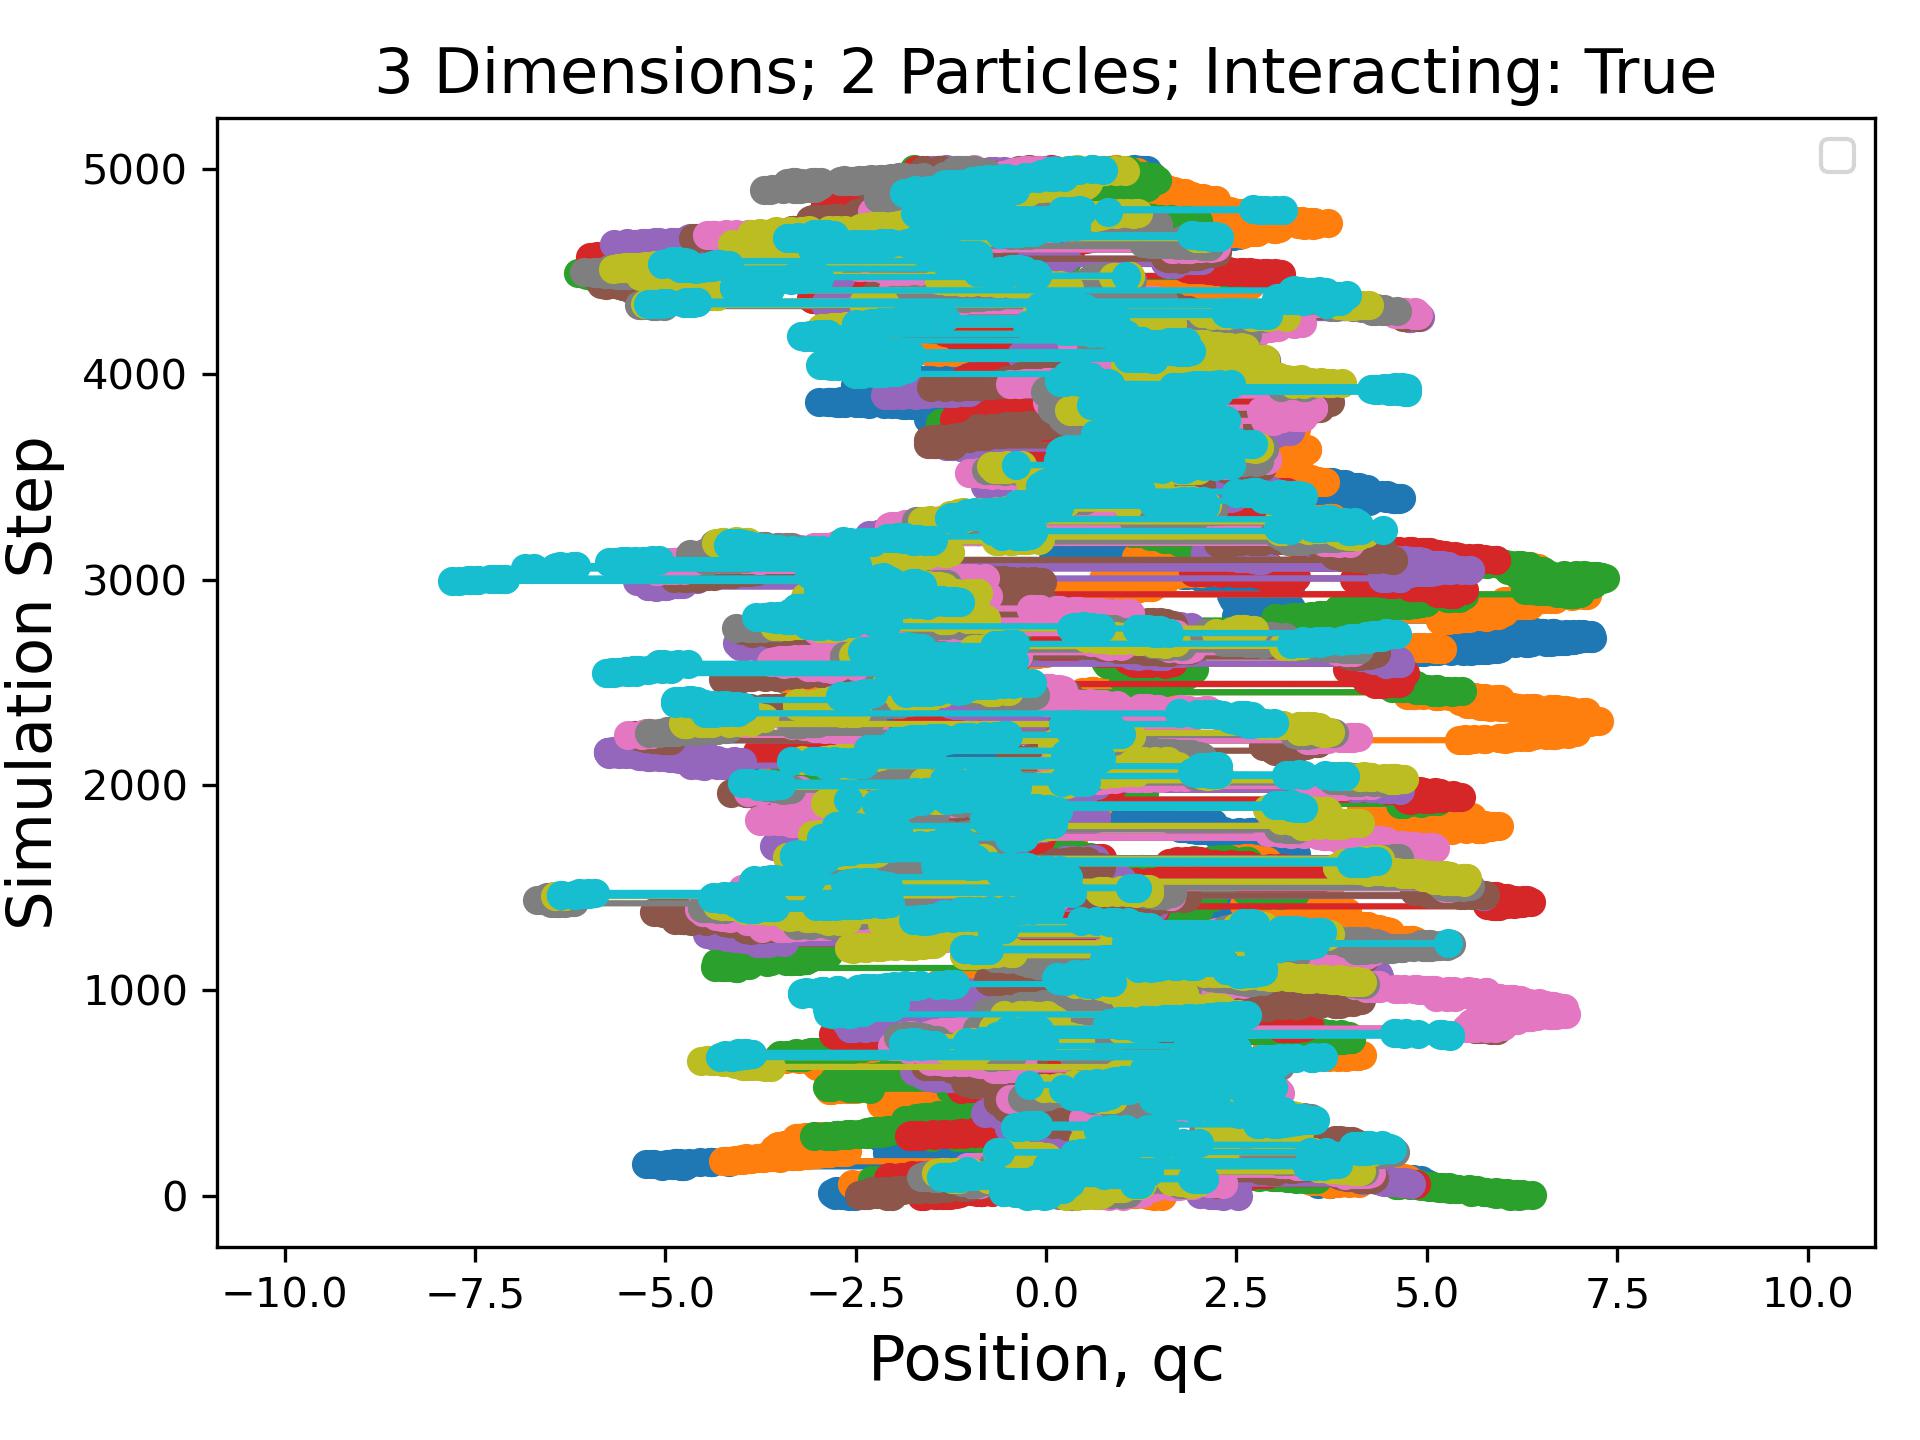 3 Dimensions; 2 Particles; Interacting: True
Simulation Step
5000
4000
3000
2000
1000
0
−10.0 −7.5 −5.0 −2.5 0.0 2.5 5.0 7.5 10.0
Position, qc